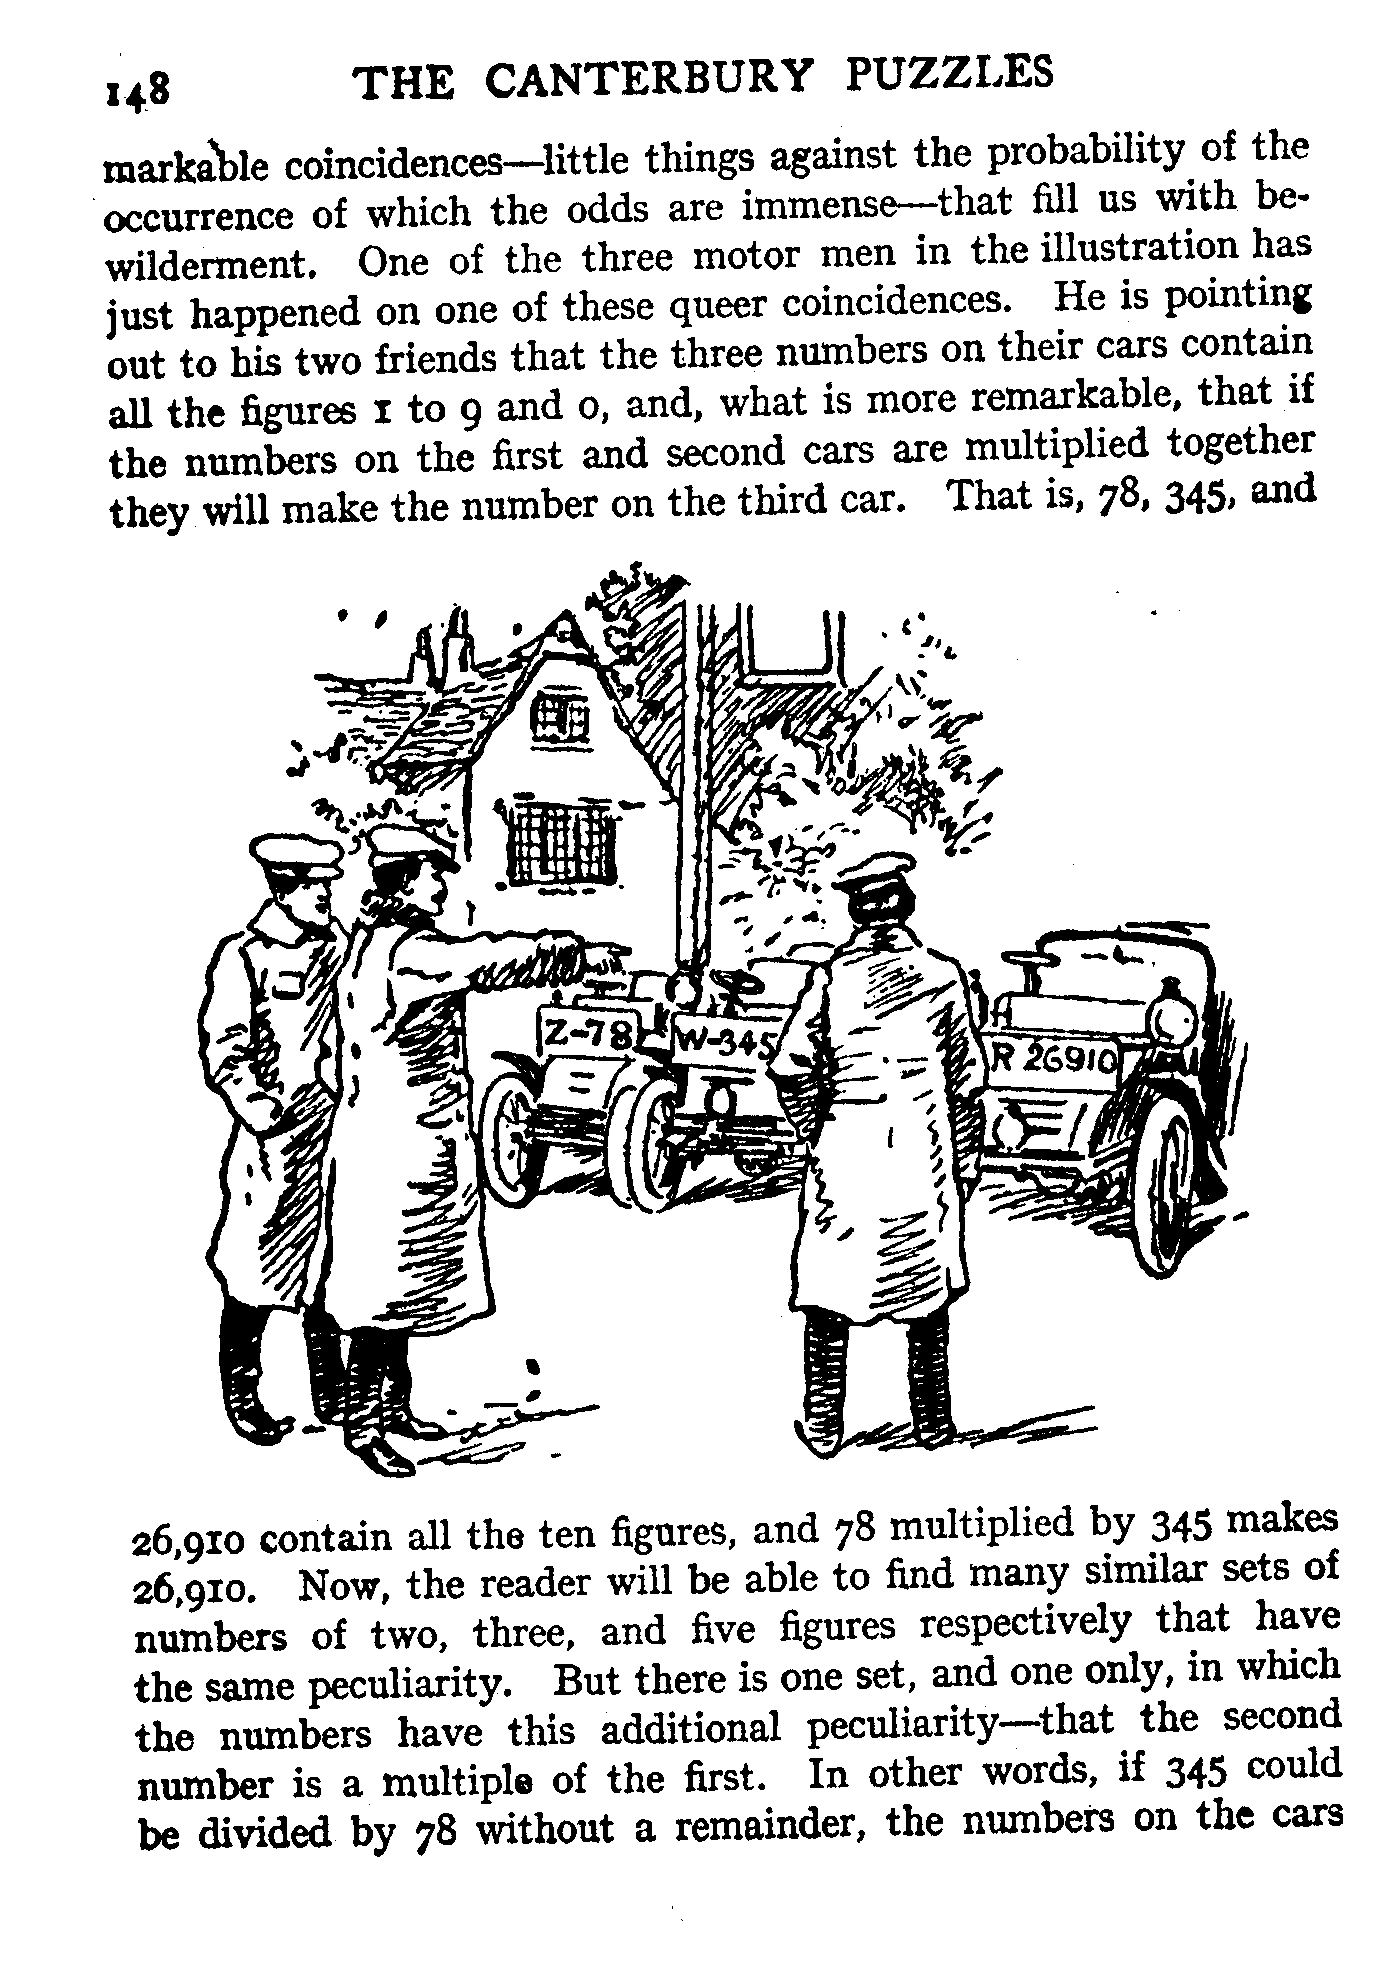 148 THE CANTERBURY PUZZLES
markable coincidences—little things against the probability of the
occurrence of which the odds are immense—that fill us with be-
wilderment. One of the three motor men in the illustration has
just happened on one of these queer coincidences. He is pointing
out to his two friends that the three numbers on their cars contain
all the figures 1 to 9 and 0, and, what is more remarkable, that if
the numbers on the first and second cars are multiplied together
they will make the number on the third car. That is, 78, 345, and
Z-78
W-345
R 26910
26,910 contain all the ten figures, and 78 multiplied by 345 makes
26,910. Now, the reader will be able to find many similar sets of
numbers of two, three, and five figures respectively that have
the same peculiarity. But there is one set, and one only, in which
the numbers have this additional peculiarity—that the second
number is a multiple of the first. In other words, if 345 could
be divided by 78 without a remainder, the numbers on the cars